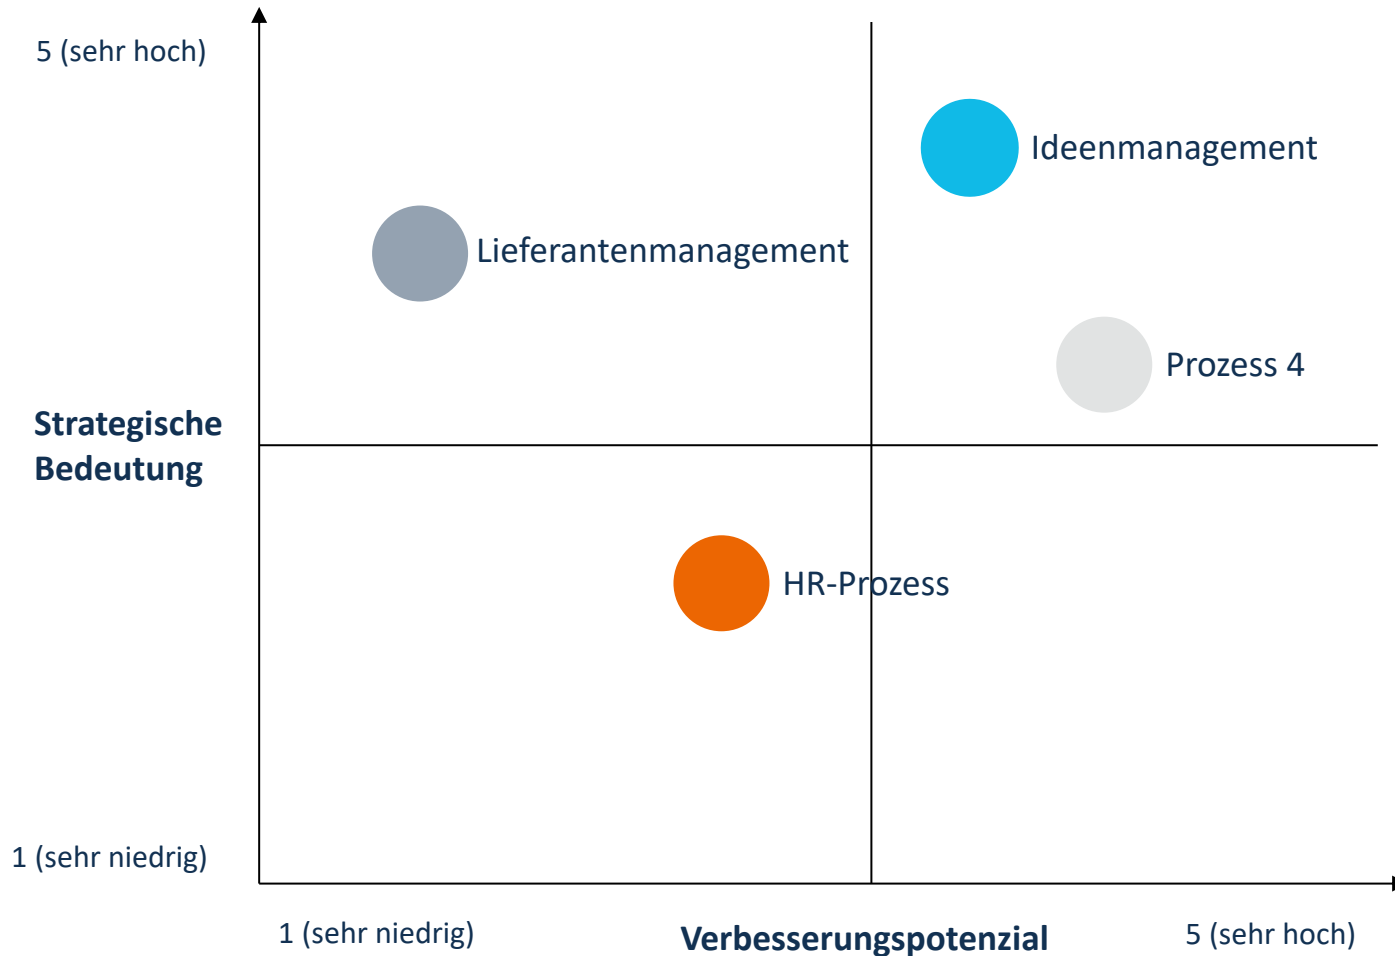 5 (sehr hoch)
Ideenmanagement
Lieferantenmanagement
Prozess 4
Strategische
Bedeutung
HR-Prozess
1 (sehr niedrig)
1 (sehr niedrig)
Verbesserungspotenzial
5 (sehr hoch)